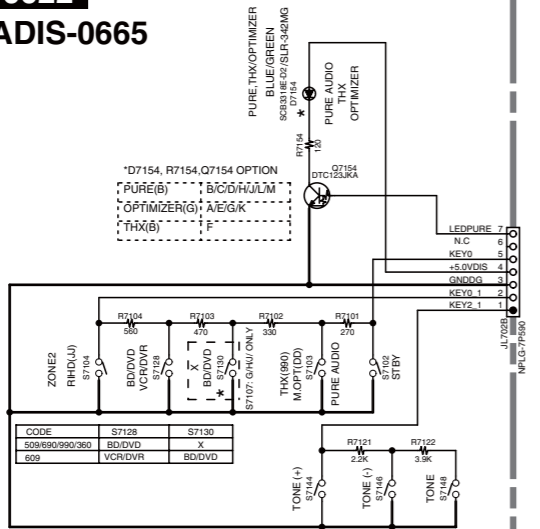 ADIS-0665
PURE,THX/OPTIMIZER
BLUE/GREEN
SCB3318E-D2/SLR-342MG
D7154
*
PURE AUDIO
THX
OPTIMIZER
R7154
120
Q7154
DTC123JKA
*D7154, R7154,Q7154 OPTION
PURE(B) B/C/D/H/J/L/M
OPTIMIZER(G) A/E/G/K
THX(B) F
LEDPURE 7
N.C 6
KEY0 5
+5.0VDIS 4
GNDDG 3
KEY0_1 2
KEY2_1 1
JL702B
NPLG-7P590
R7104
560
R7103
470
R7102
330
R7101
270
ZONE2
RIHD(JJ)
S7104
BD/DVD
VCR/DVR
S7128
X
BD/DVD
S7130
*
S7107: G/H/J/ ONLY
THX(990)
M.OPT(DD)
S7103
PURE AUDIO
S7102
STBY
CODE S7128 S7130
509/690/990/360 BD/DVD X
609 VCR/DVR BD/DVD
R7121
2.2K
R7122
3.9K
TONE (+)
S7144
TONE (-)
S7146
TONE
S7148